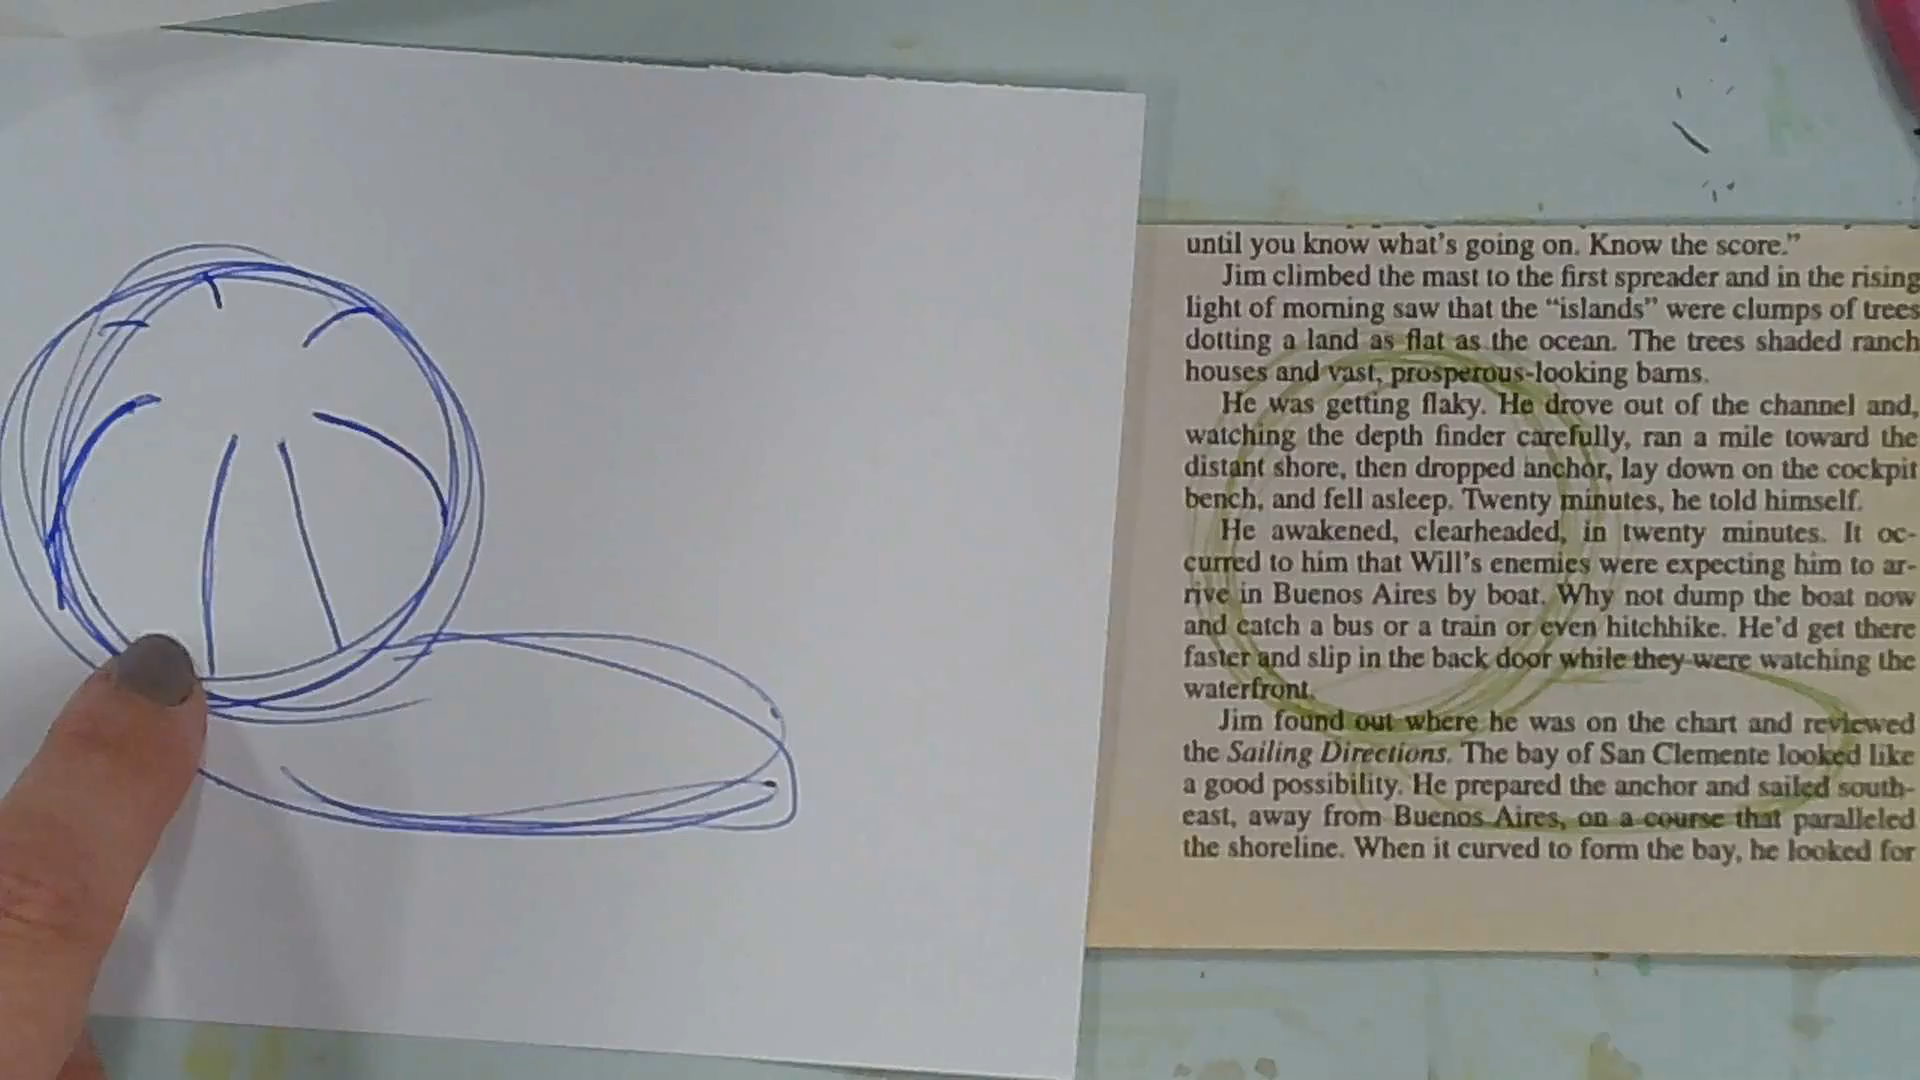 until you know what's going on. Know the score."
Jim climbed the mast to the first spreader and in the rising
light of morning saw that the "islands" were clumps of trees
dotting a land as flat as the ocean. The trees shaded ranch
houses and vast, prosperous-looking barns.
He was getting flaky. He drove out of the channel and,
watching the depth finder carefully, ran a mile toward the
distant shore, then dropped anchor, lay down on the cockpit
bench, and fell asleep. Twenty minutes, he told himself.
He awakened, clearheaded, in twenty minutes. It oc-
curred to him that Will's enemies were expecting him to ar-
rive in Buenos Aires by boat. Why not dump the boat now
and catch a bus or a train or even hitchhike. He'd get there
faster and slip in the back door while they were watching the
waterfront.
Jim found out where he was on the chart and reviewed
the Sailing Directions. The bay of San Clemente looked like
a good possibility. He prepared the anchor and sailed south-
east, away from Buenos Aires, on a course that paralleled
the shoreline. When it curved to form the bay, he looked for